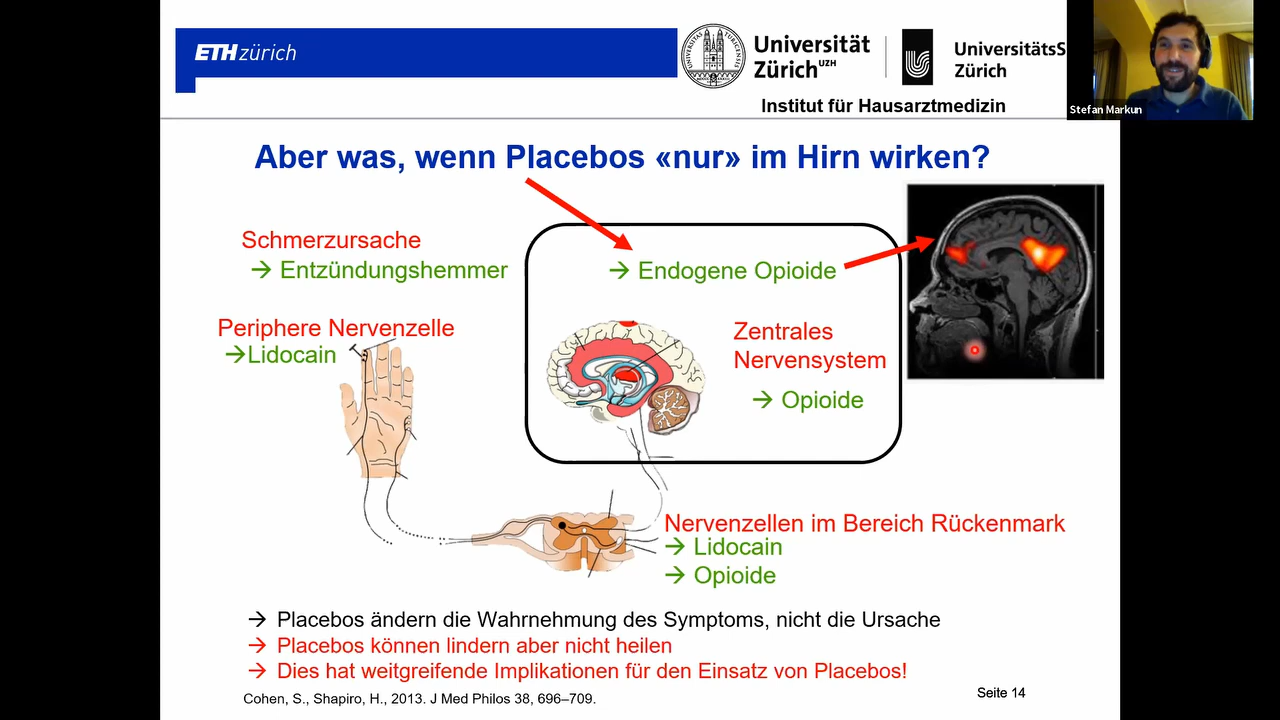 ETH zürich
Universität
Zürich UZH
UniversitätsS
Zürich
Institut für Hausarztmedizin
Stefan Markun
Aber was, wenn Placebos «nur» im Hirn wirken?
Schmerzursache
→ Entzündungshemmer
→ Endogene Opioide
Periphere Nervenzelle
→Lidocain
Zentrales
Nervensystem
→ Opioide
Nervenzellen im Bereich Rückenmark
→ Lidocain
→ Opioide
→ Placebos ändern die Wahrnehmung des Symptoms, nicht die Ursache
→ Placebos können lindern aber nicht heilen
→ Dies hat weitgreifende Implikationen für den Einsatz von Placebos!
Cohen, S., Shapiro, H., 2013. J Med Philos 38, 696–709.
Seite 14